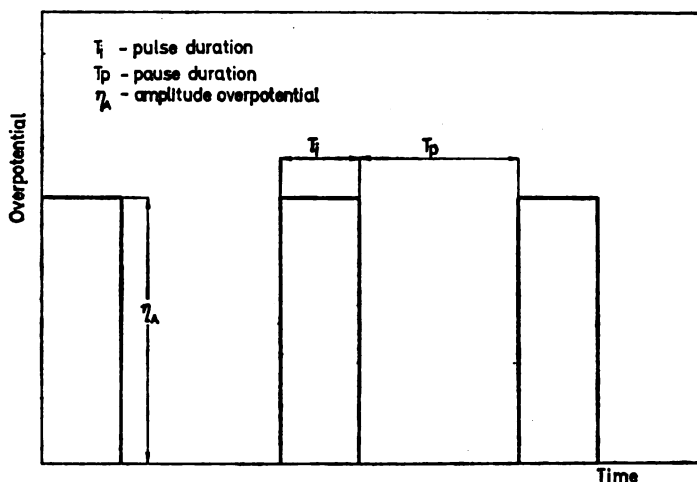 Ti - pulse duration
Tp - pause duration
ηA - amplitude overpotential
Overpotential
Ti
Tp
ηA
Time